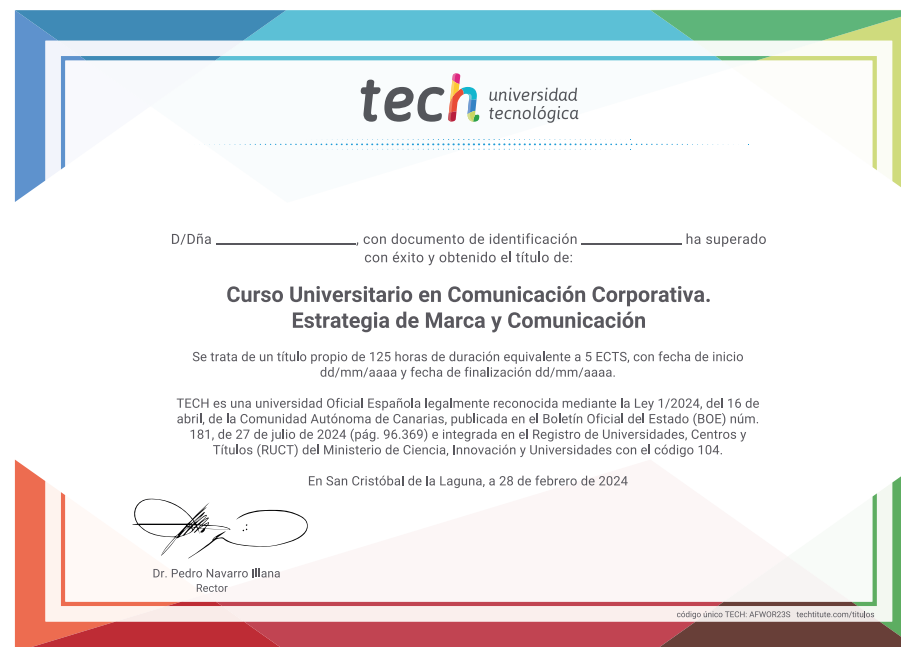 tech universidad
tecnológica
D/Dña ______________, con documento de identificación __________ ha superado
con éxito y obtenido el título de:
Curso Universitario en Comunicación Corporativa.
Estrategia de Marca y Comunicación
Se trata de un título propio de 125 horas de duración equivalente a 5 ECTS, con fecha de inicio
dd/mm/aaaa y fecha de finalización dd/mm/aaaa.
TECH es una universidad Oficial Española legalmente reconocida mediante la Ley 1/2024, del 16 de
abril, de la Comunidad Autónoma de Canarias, publicada en el Boletín Oficial del Estado (BOE) núm.
181, de 27 de julio de 2024 (pág. 96.369) e integrada en el Registro de Universidades, Centros y
Títulos (RUCT) del Ministerio de Ciencia, Innovación y Universidades con el código 104.
En San Cristóbal de la Laguna, a 28 de febrero de 2024
Dr. Pedro Navarro Illana
Rector
código único TECH: AFWOR23S techtitute.com/titulos